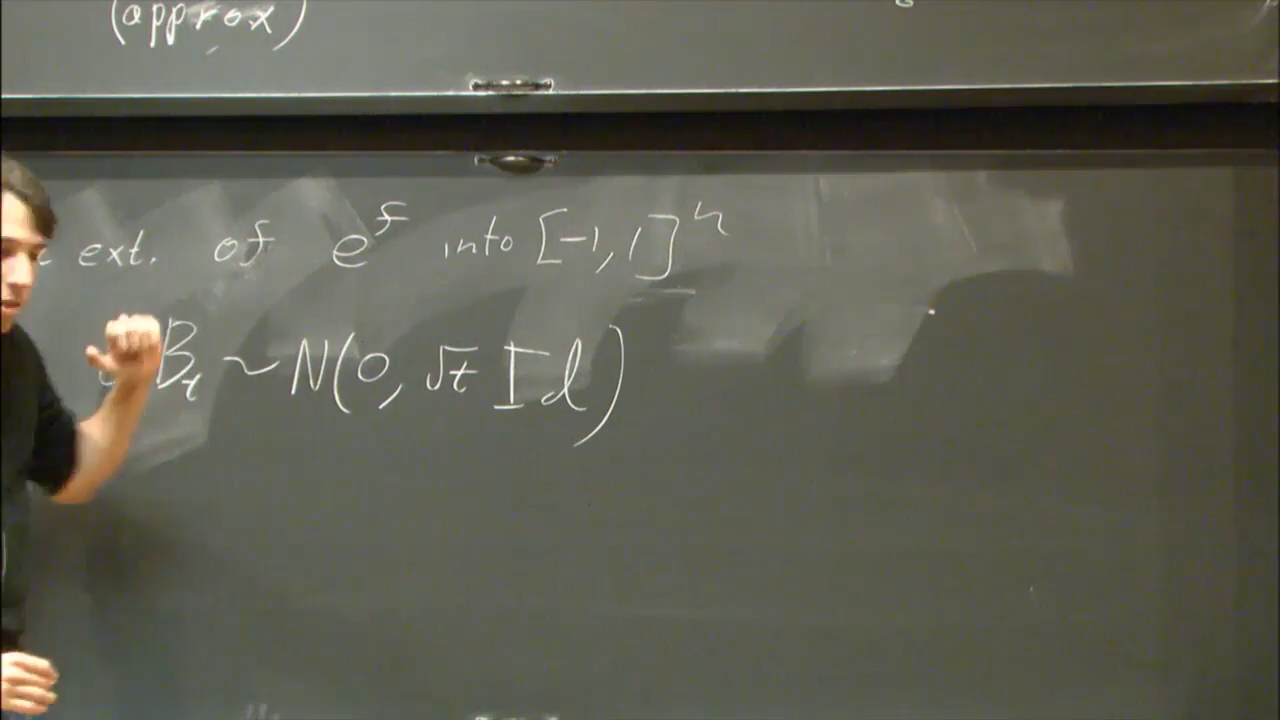 (approx)
ext. of e^f into [-1,1]^n
B_t ~ N(0, √t Id)